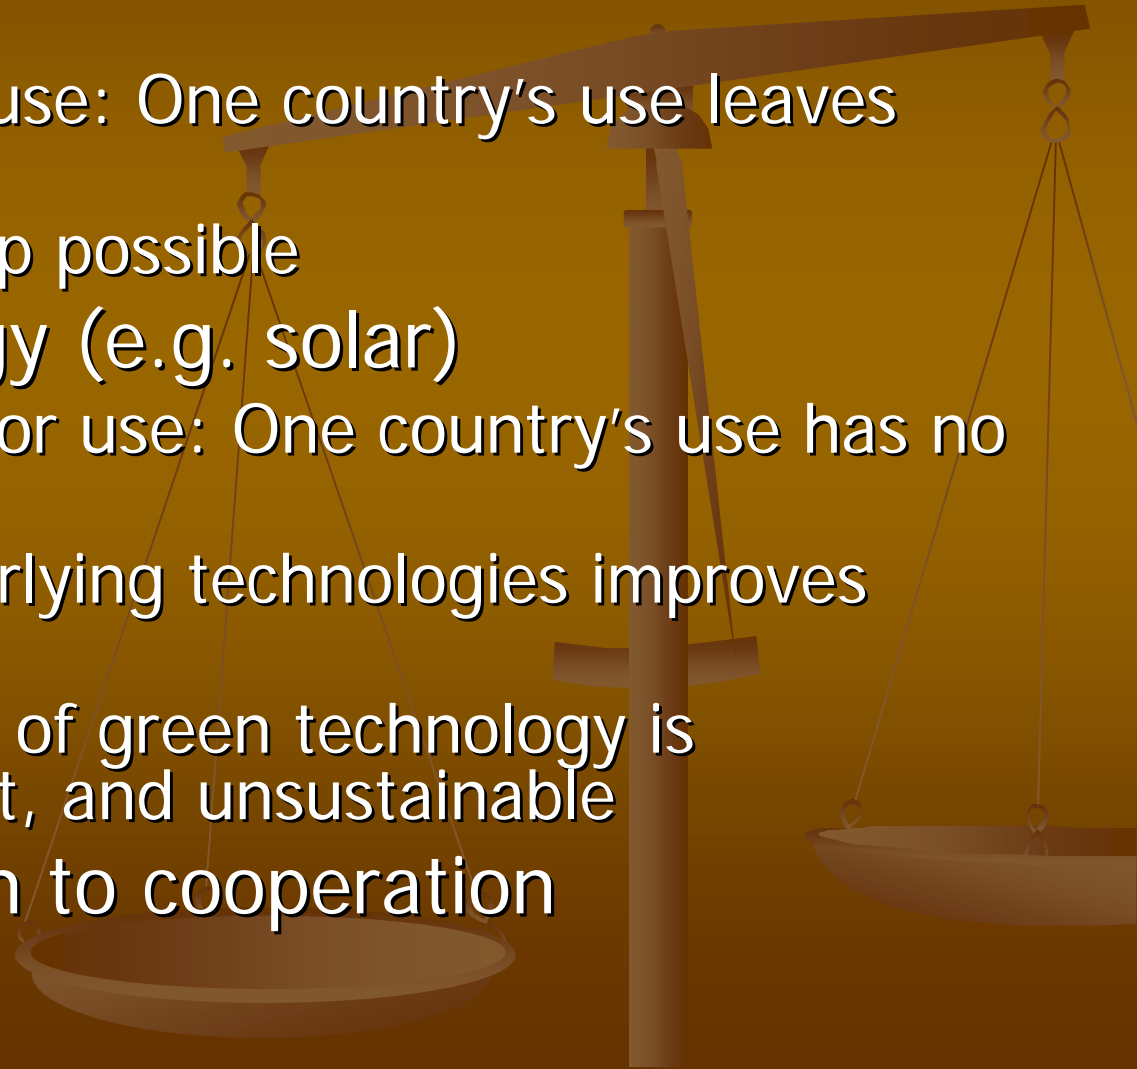 use: One country's use leaves
p possible
gy (e.g. solar)
or use: One country's use has no
rlying technologies improves
of green technology is
t, and unsustainable
n to cooperation